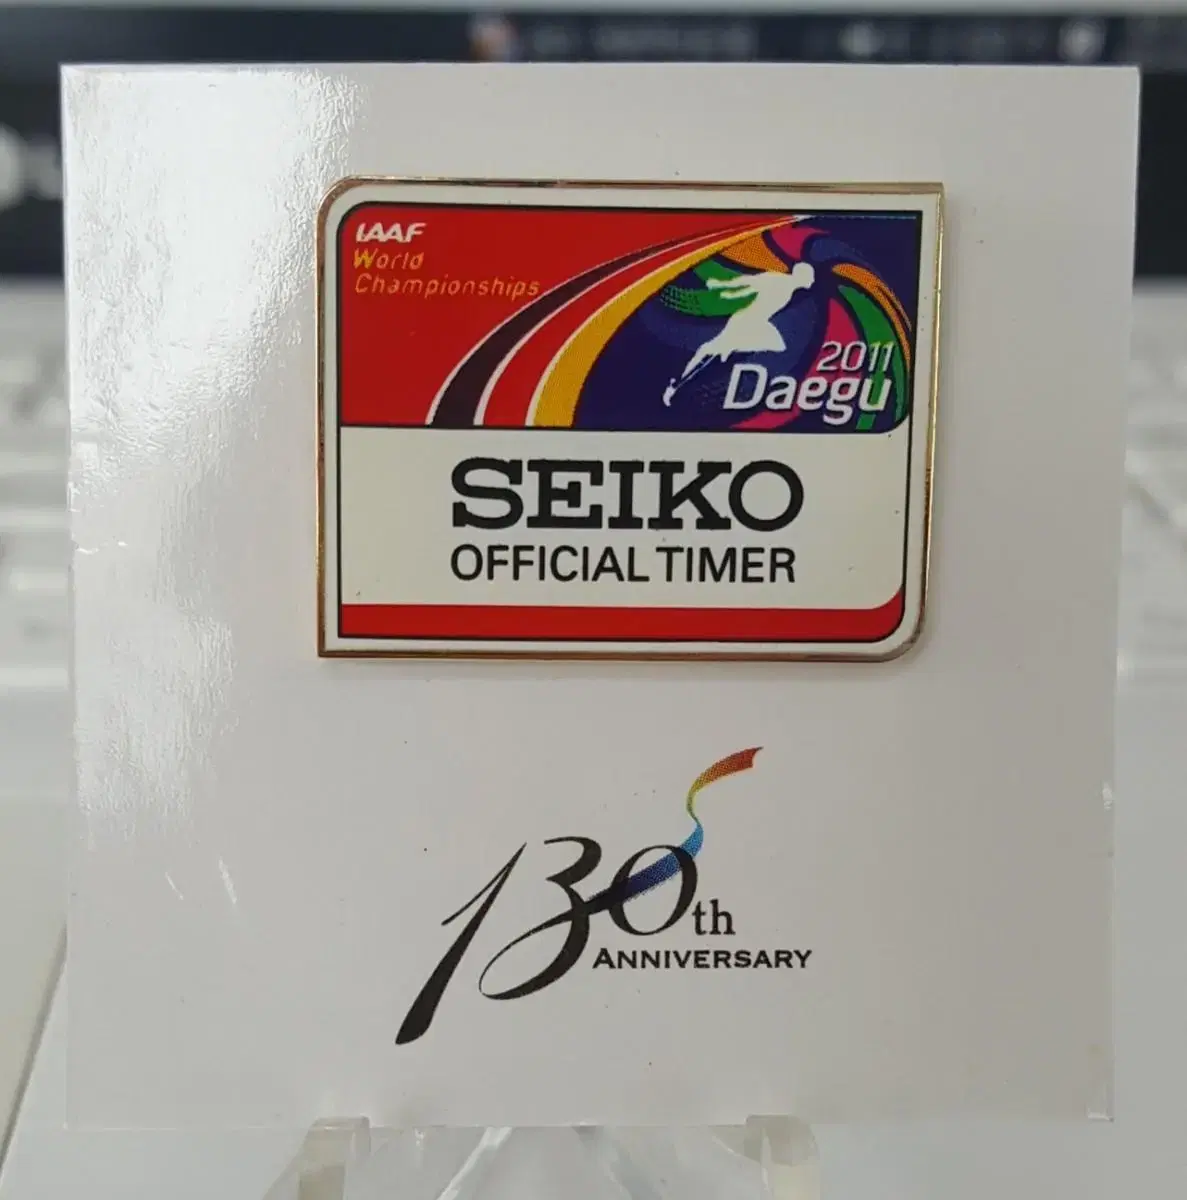 IAAF
World
Championships
2011
Daegu
SEIKO
OFFICIAL TIMER
130th
ANNIVERSARY